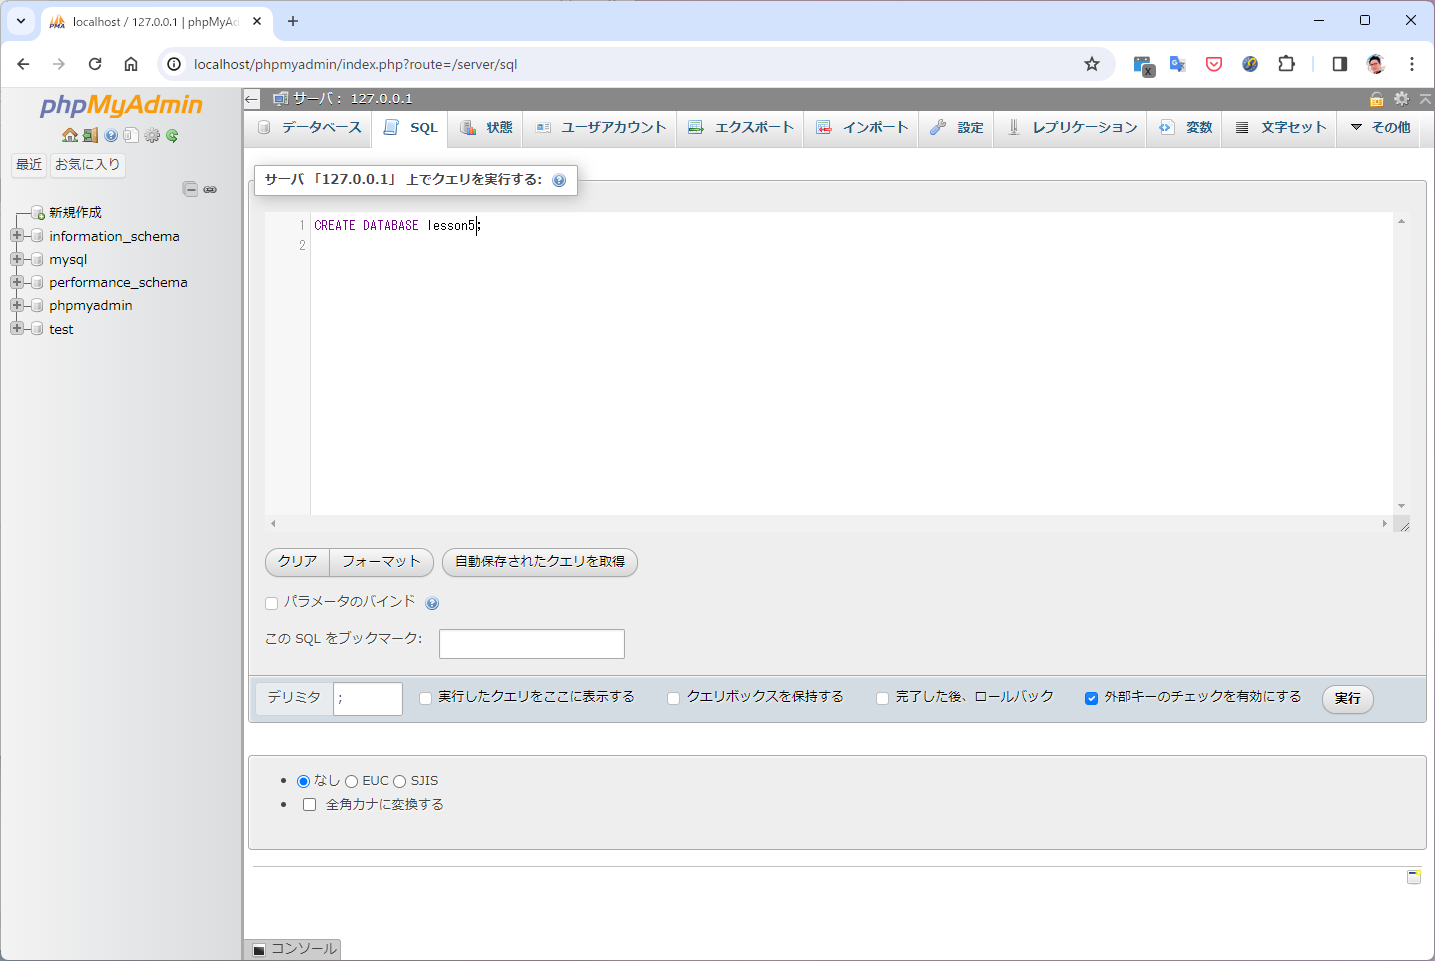 localhost / 127.0.0.1 | phpMyAd
localhost/phpmyadmin/index.php?route=/server/sql
phpMyAdmin
最近 お気に入り
新規作成
information_schema
mysql
performance_schema
phpmyadmin
test
サーバ: 127.0.0.1
データベース SQL 状態 ユーザアカウント エクスポート インポート 設定 レプリケーション 変数 文字セット その他
サーバ 「127.0.0.1」 上でクエリを実行する:
1 CREATE DATABASE lesson5;
2
クリア フォーマット 自動保存されたクエリを取得
パラメータのバインド
この SQL をブックマーク:
デリミタ ; 実行したクエリをここに表示する クエリボックスを保持する 完了した後、ロールバック 外部キーのチェックを有効にする 実行
なし EUC SJIS
全角カナに変換する
コンソール